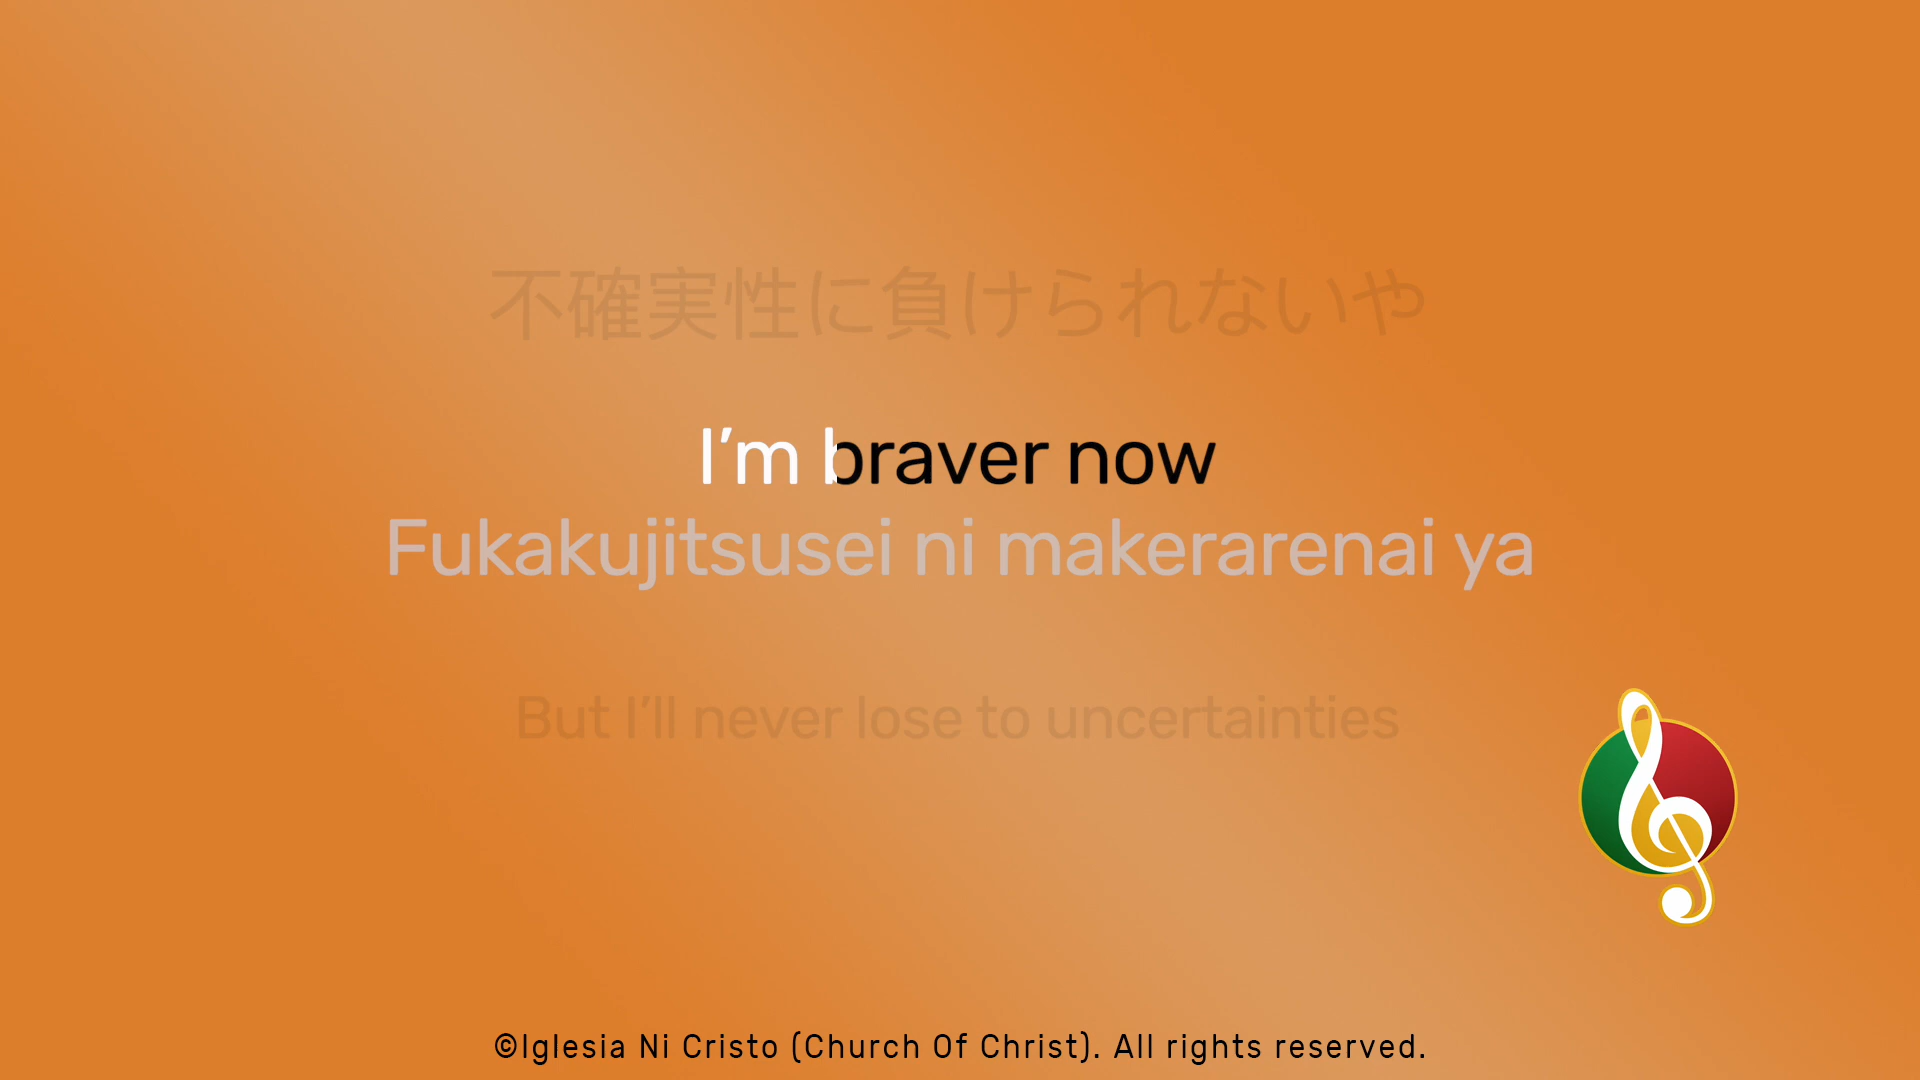 不確実性に負けられないや
I’m braver now
Fukakujitsusei ni makerarenai ya
But I’ll never lose to uncertainties
©Iglesia Ni Cristo (Church Of Christ). All rights reserved.